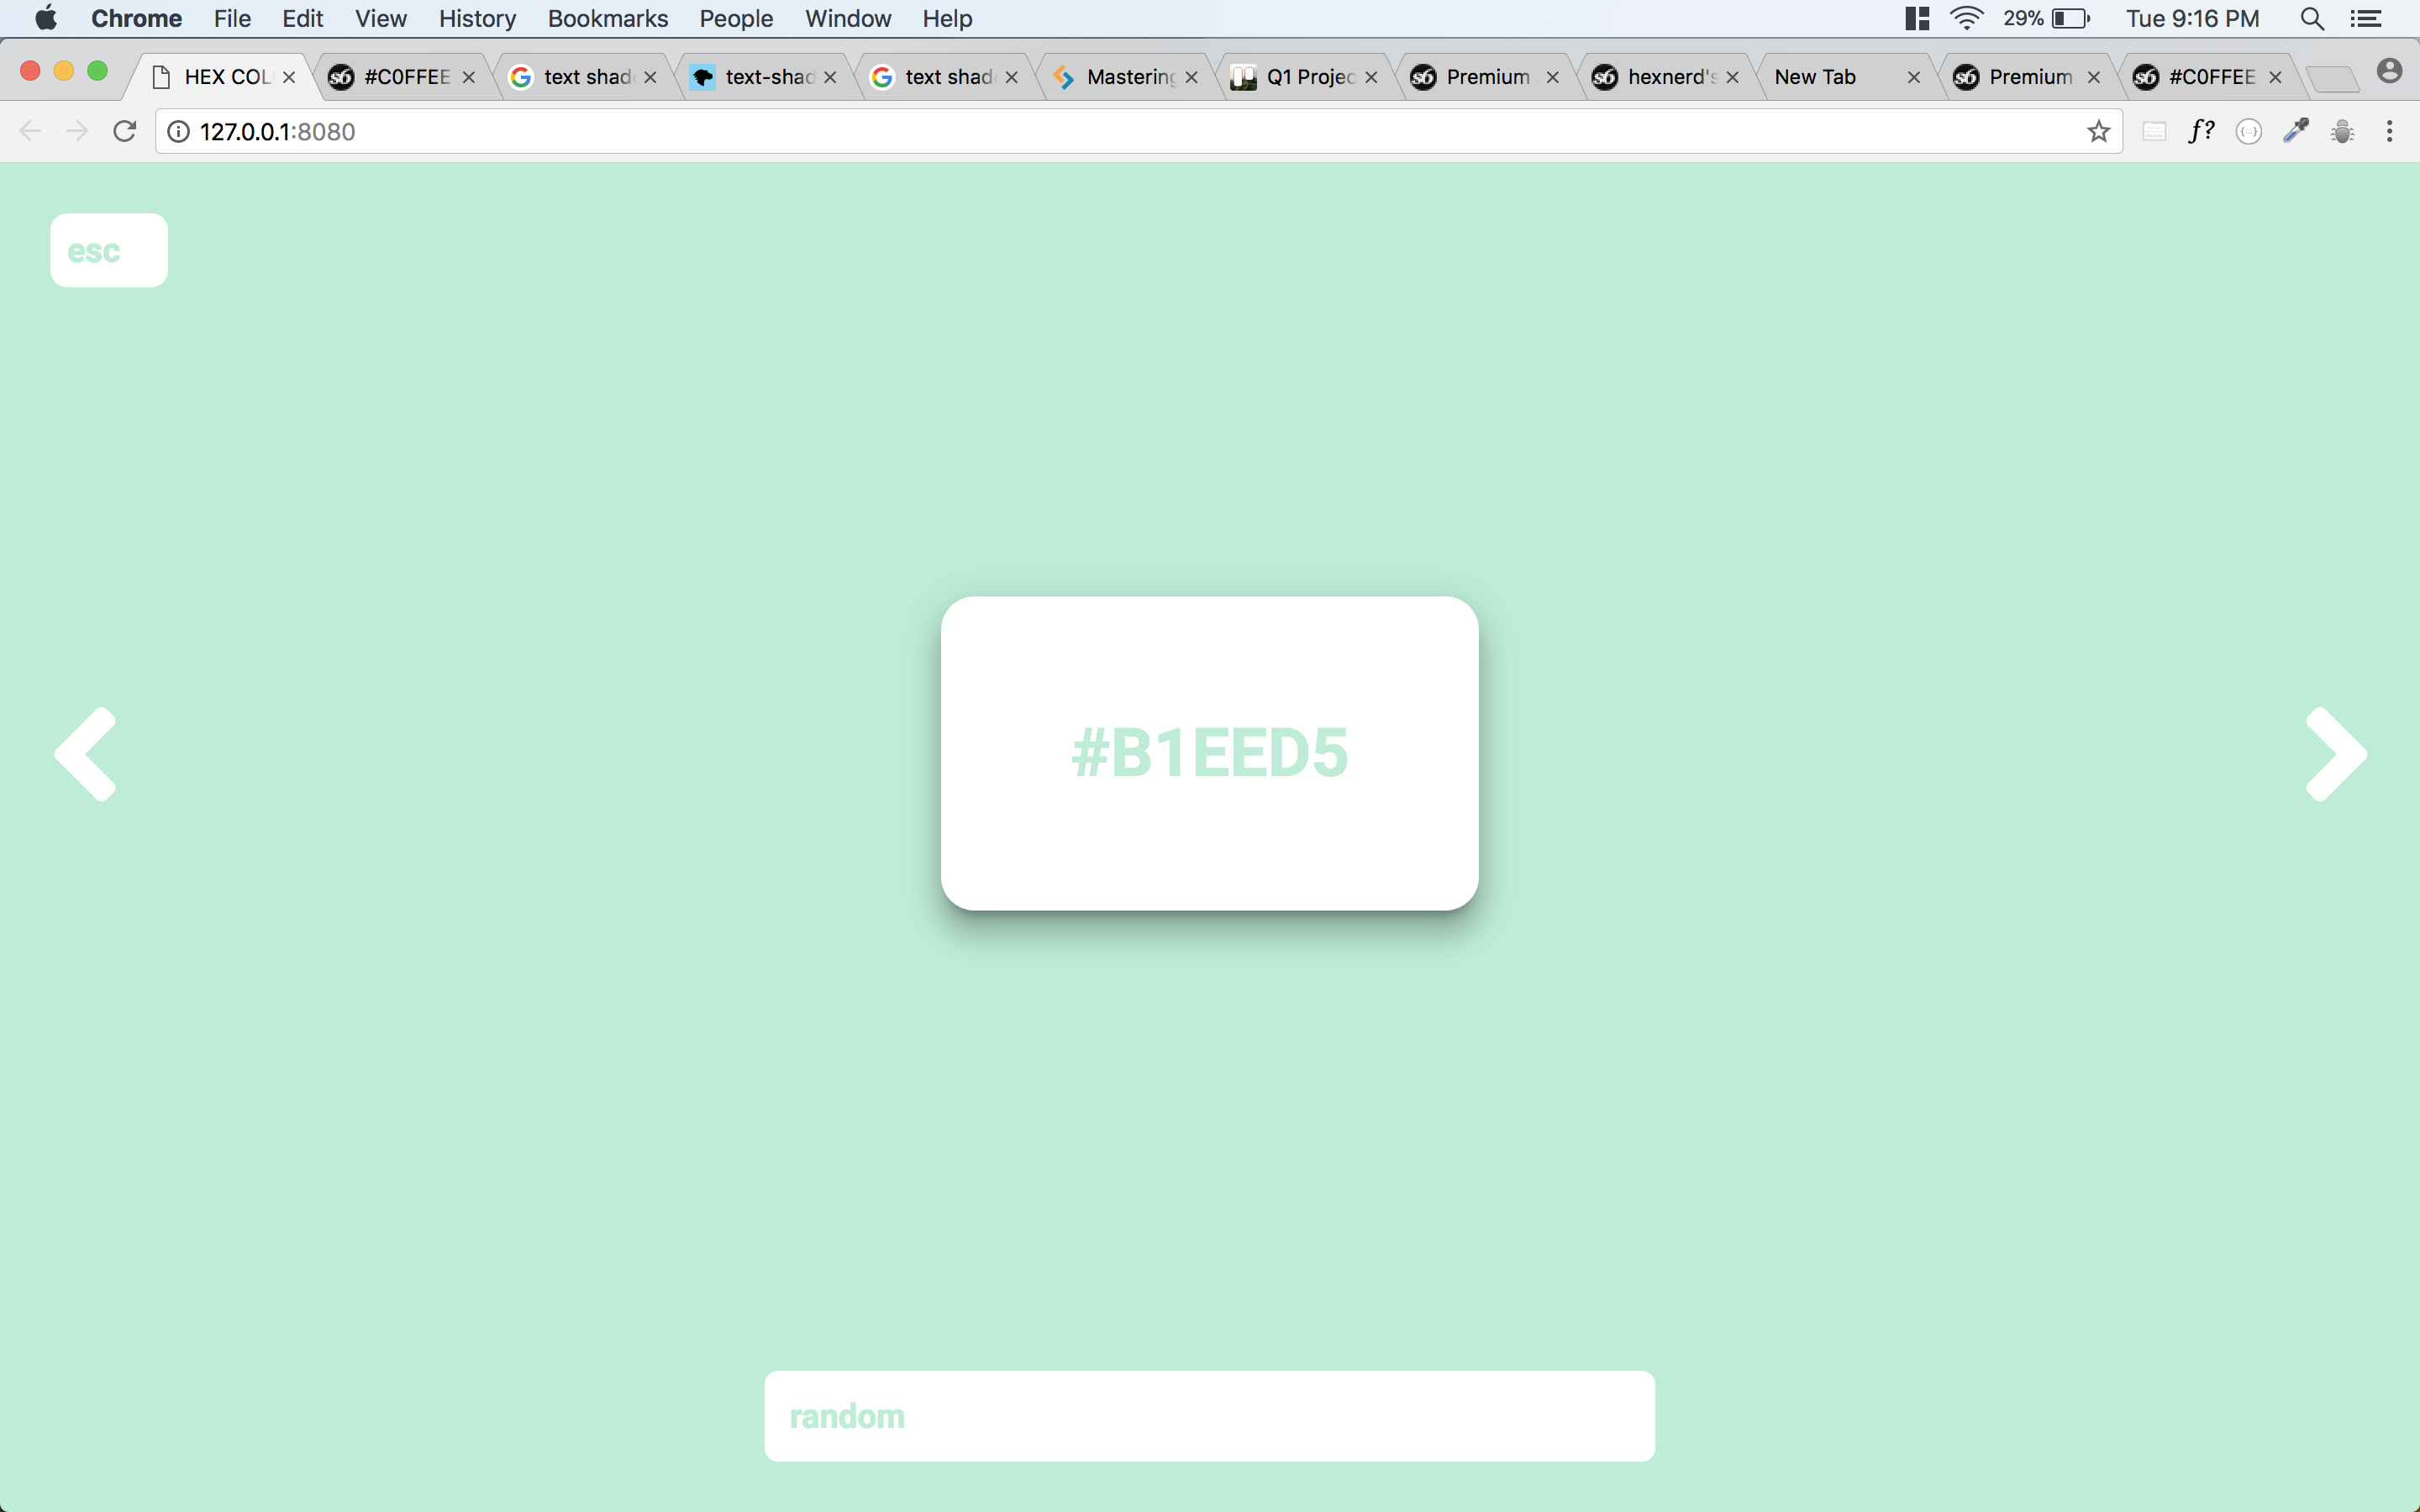 Chrome File Edit View History Bookmarks People Window Help 29% Tue 9:16 PM
HEX COL #C0FFEE text shad text-shad text shad Mastering Q1 Projec Premium hexnerd's New Tab Premium #C0FFEE
127.0.0.1:8080 f?
esc
#B1EED5
random